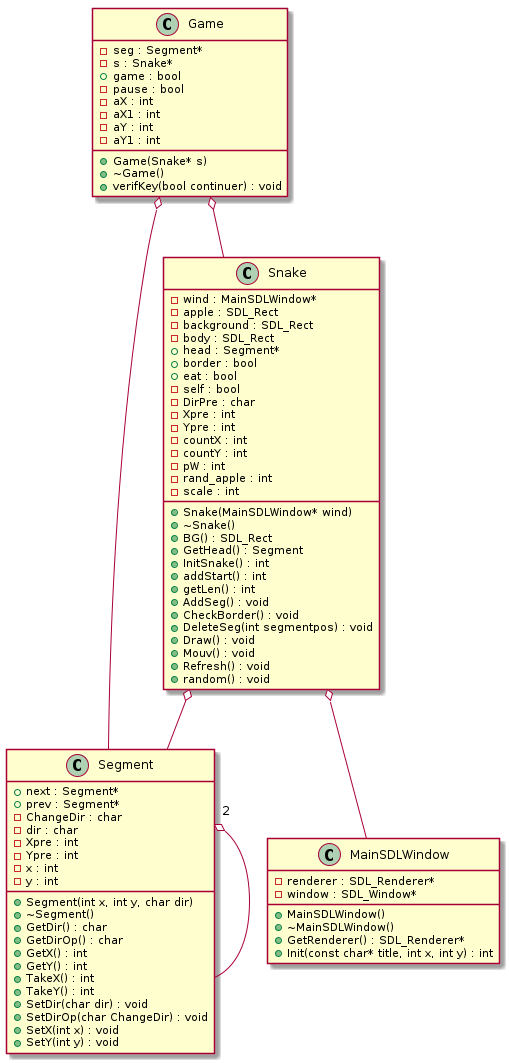 C Game
seg : Segment*
s : Snake*
game : bool
pause : bool
aX : int
aX1 : int
aY : int
aY1 : int
Game(Snake* s)
~Game()
verifKey(bool continuer) : void
C Snake
wind : MainSDLWindow*
apple : SDL_Rect
background : SDL_Rect
body : SDL_Rect
head : Segment*
border : bool
eat : bool
self : bool
DirPre : char
Xpre : int
Ypre : int
countX : int
countY : int
pW : int
rand_apple : int
scale : int
Snake(MainSDLWindow* wind)
~Snake()
BG() : SDL_Rect
GetHead() : Segment
InitSnake() : int
addStart() : int
getLen() : int
AddSeg() : void
CheckBorder() : void
DeleteSeg(int segmentpos) : void
Draw() : void
Mouv() : void
Refresh() : void
random() : void
C Segment
next : Segment*
prev : Segment*
ChangeDir : char
dir : char
Xpre : int
Ypre : int
x : int
y : int
Segment(int x, int y, char dir)
~Segment()
GetDir() : char
GetDirOp() : char
GetX() : int
GetY() : int
TakeX() : int
TakeY() : int
SetDir(char dir) : void
SetDirOp(char ChangeDir) : void
SetX(int x) : void
SetY(int y) : void
2
C MainSDLWindow
renderer : SDL_Renderer*
window : SDL_Window*
MainSDLWindow()
~MainSDLWindow()
GetRenderer() : SDL_Renderer*
Init(const char* title, int x, int y) : int